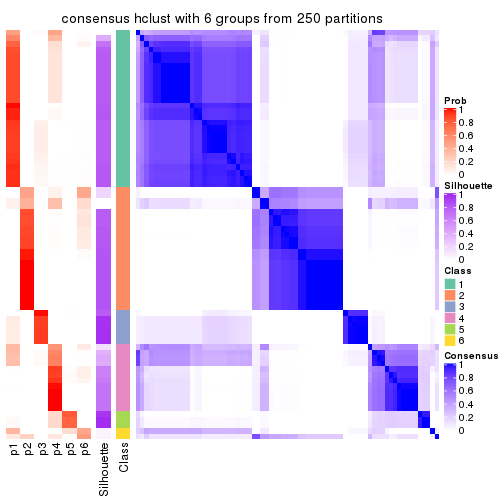 consensus hclust with 6 groups from 250 partitions
Prob
1
0.8
0.6
0.4
0.2
0
Silhouette
1
0.8
0.6
0.4
0.2
0
Class
1
2
3
4
5
6
Consensus
1
0.8
0.6
0.4
0.2
0
p1
p2
p3
p4
p5
p6
Silhouette
Class